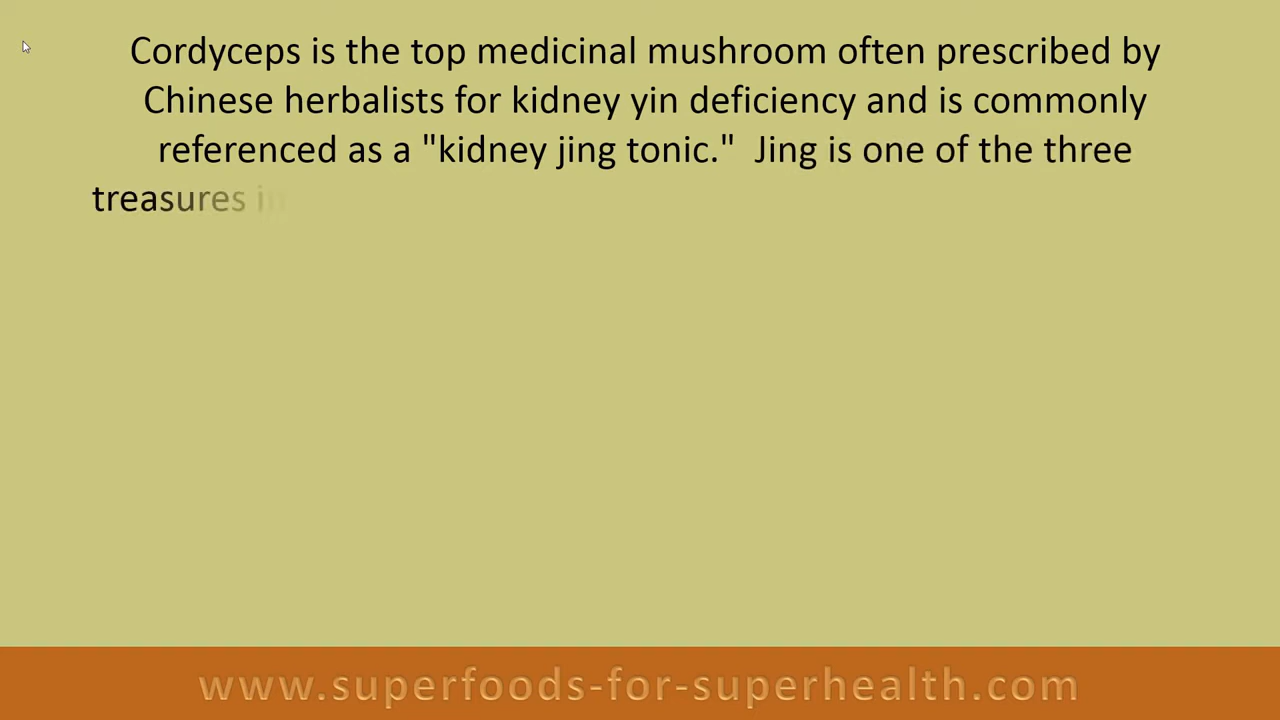 Cordyceps is the top medicinal mushroom often prescribed by
Chinese herbalists for kidney yin deficiency and is commonly
referenced as a "kidney jing tonic."  Jing is one of the three
treasures in
www.superfoods-for-superhealth.com